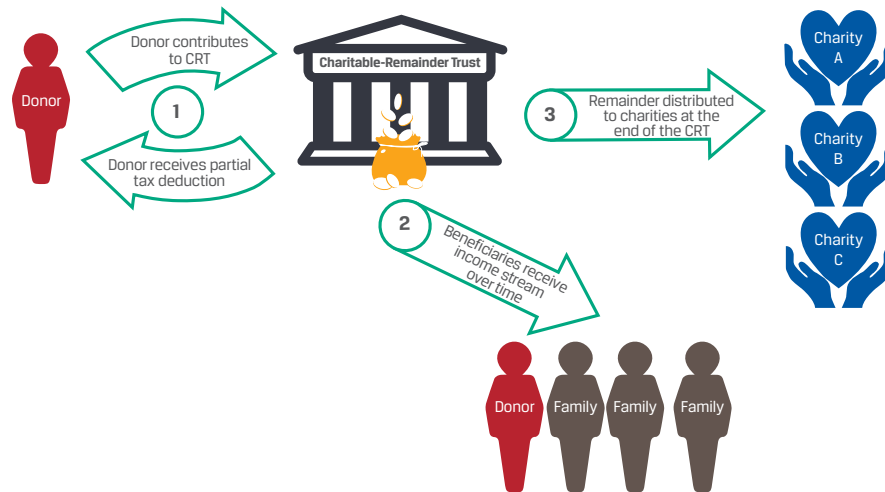 Donor
Donor contributes
to CRT
1
Donor receives partial
tax deduction
Charitable-Remainder Trust
2
Beneficiaries receive
income stream
over time
3
Remainder distributed
to charities at the
end of the CRT
Charity
A
Charity
B
Charity
C
Donor
Family
Family
Family